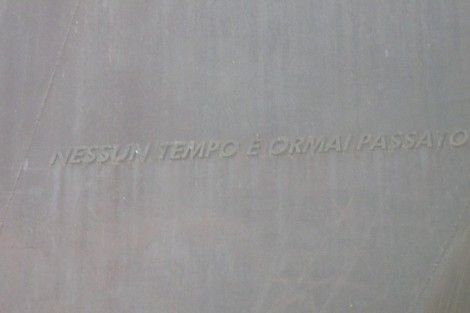 NESSUN TEMPO È ORMAI PASSATO